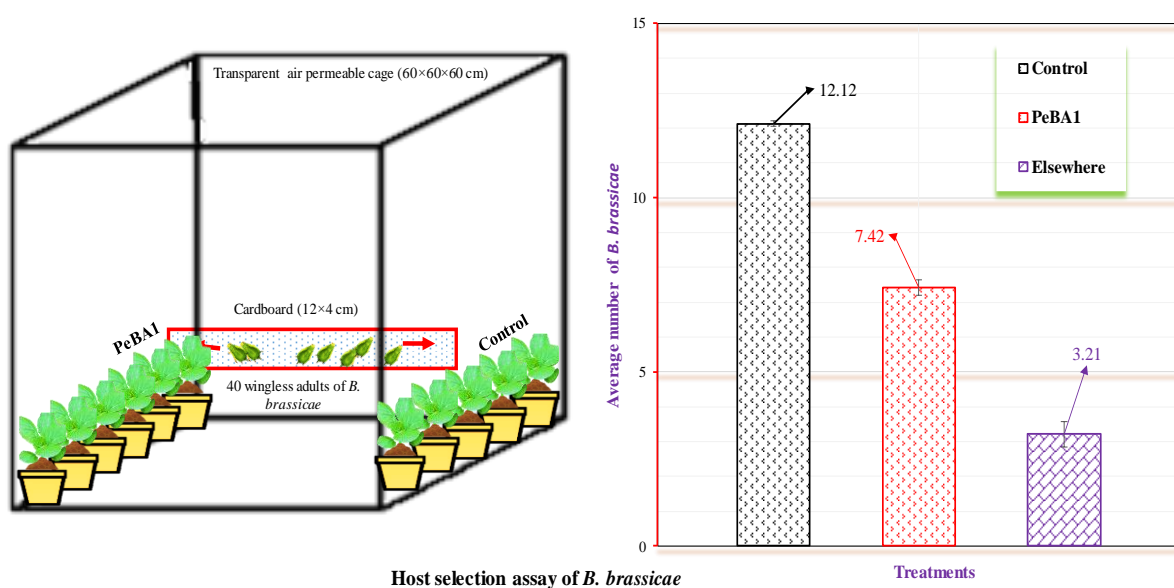 Transparent air permeable cage (60×60×60 cm)
Cardboard (12×4 cm)
PeBA1
Control
40 wingless adults of B.
brassicae
15
10
5
0
Average number of B. brassicae
12.12
7.42
3.21
Control
PeBA1
Elsewhere
Treatments
Host selection assay of B. brassicae